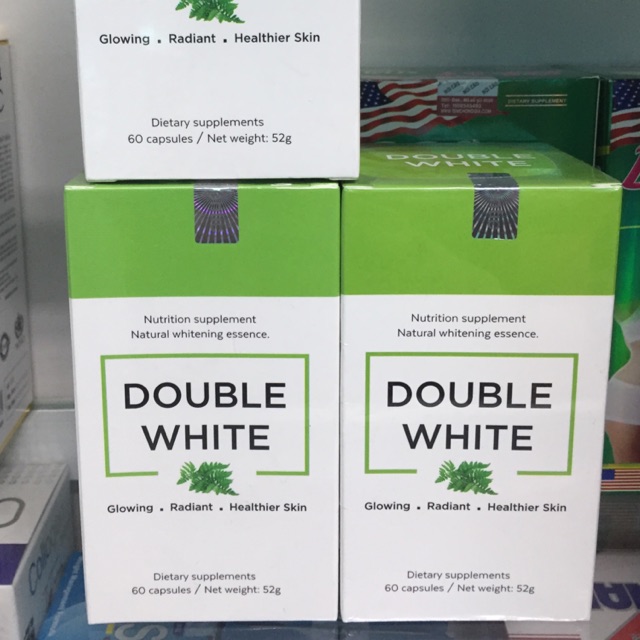 Glowing . Radiant . Healthier Skin
Dietary supplements
60 capsules / Net weight: 52g
DIETARY SUPPLEMENT
DOUBLE
WHITE
Nutrition supplement
Natural whitening essence.
DOUBLE
WHITE
Glowing . Radiant . Healthier Skin
Dietary supplements
60 capsules / Net weight: 52g
Nutrition supplement
Natural whitening essence.
DOUBLE
WHITE
Glowing . Radiant . Healthier Skin
Dietary supplements
60 capsules / Net weight: 52g